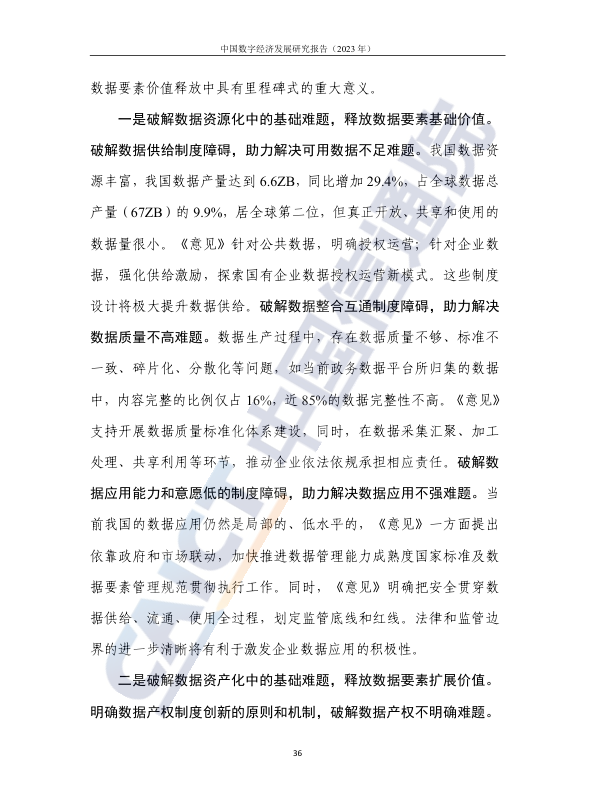 中国数字经济发展研究报告（2023 年）
数据要素价值释放中具有里程碑式的重大意义。
一是破解数据资源化中的基础难题，释放数据要素基础价值。
破解数据供给制度障碍，助力解决可用数据不足难题。我国数据资
源丰富，我国数据产量达到 6.6ZB，同比增加 29.4%，占全球数据总
产量（67ZB）的 9.9%，居全球第二位，但真正开放、共享和使用的
数据量很小。《意见》针对公共数据，明确授权运营；针对企业数
据，强化供给激励，探索国有企业数据授权运营新模式。这些制度
设计将极大提升数据供给。破解数据整合互通制度障碍，助力解决
数据质量不高难题。数据生产过程中，存在数据质量不够、标准不
一致、碎片化、分散化等问题，如当前政务数据平台所归集的数据
中，内容完整的比例仅占 16%，近 85%的数据完整性不高。《意见》
支持开展数据质量标准化体系建设，同时，在数据采集汇聚、加工
处理、共享利用等环节，推动企业依法依规承担相应责任。破解数
据应用能力和意愿低的制度障碍，助力解决数据应用不强难题。当
前我国的数据应用仍然是局部的、低水平的，《意见》一方面提出
依靠政府和市场联动，加快推进数据管理能力成熟度国家标准及数
据要素管理规范贯彻执行工作。同时，《意见》明确把安全贯穿数
据供给、流通、使用全过程，划定监管底线和红线。法律和监管边
界的进一步清晰将有利于激发企业数据应用的积极性。
二是破解数据资产化中的基础难题，释放数据要素扩展价值。
明确数据产权制度创新的原则和机制，破解数据产权不明确难题。
36
CAICT 中国信通院